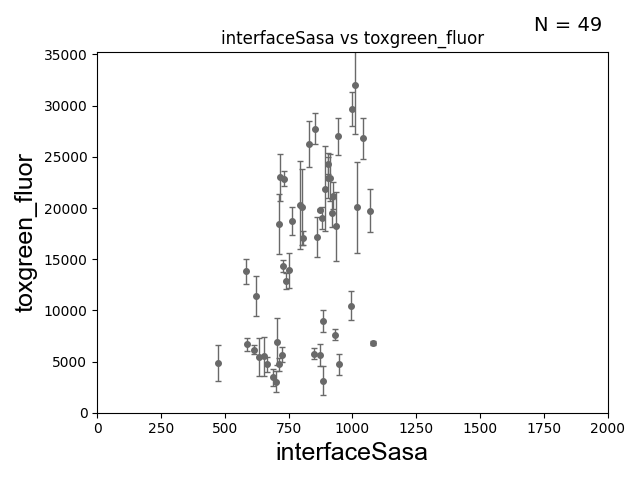 N = 49
interfaceSasa vs toxgreen_fluor
35000
30000
25000
20000
15000
10000
5000
0
toxgreen_fluor
0 250 500 750 1000 1250 1500 1750 2000
interfaceSasa